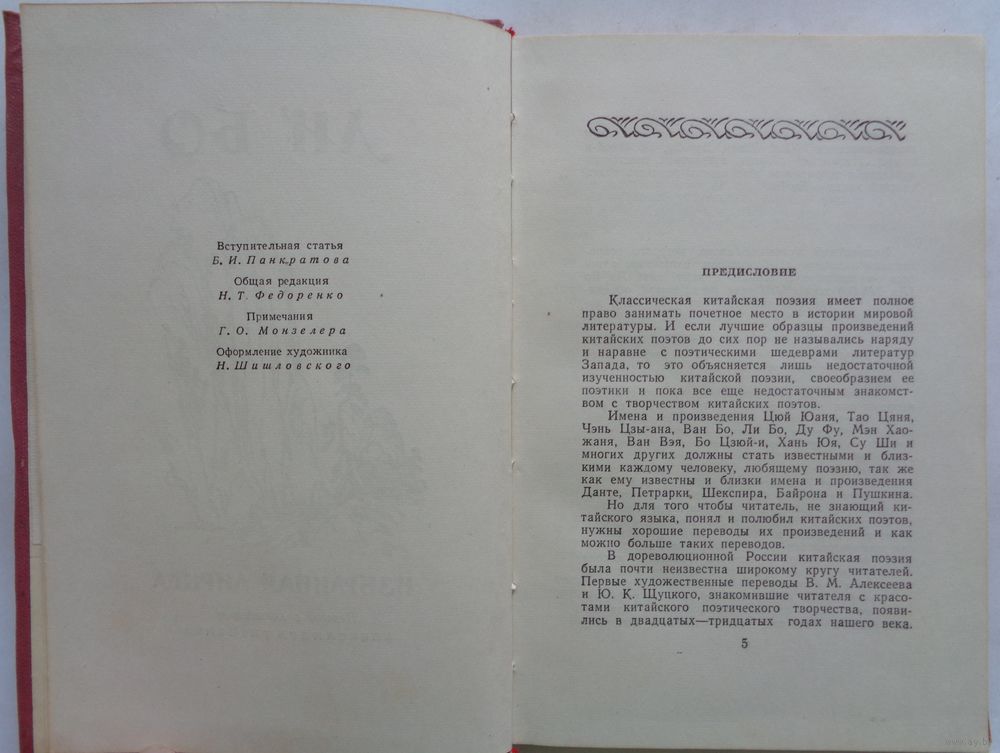 Вступительная статья
Б. И. Панкратова
Общая редакция
Н. Т. Федоренко
Примечания
Г. О. Монзелера
Оформление художника
Н. Шишловского
ПРЕДИСЛОВИЕ
Классическая китайская поэзия имеет полное
право занимать почетное место в истории мировой
литературы. И если лучшие образцы произведений
китайских поэтов до сих пор не назывались наряду
и наравне с поэтическими шедеврами литератур
Запада, то это объясняется лишь недостаточной
изученностью китайской поэзии, своеобразием ее
поэтики и пока все еще недостаточным знакомст-
вом с творчеством китайских поэтов.
Имена и произведения Цюй Юаня, Тао Цяня,
Чэнь Цзы-ана, Ван Бо, Ли Бо, Ду Фу, Мэн Хао-
жаня, Ван Вэя, Бо Цзюй-и, Хань Юя, Су Ши и
многих других должны стать известными и близ-
кими каждому человеку, любящему поэзию, так же
как ему известны и близки имена и произведения
Данте, Петрарки, Шекспира, Байрона и Пушкина.
Но для того чтобы читатель, не знающий ки-
тайского языка, понял и полюбил китайских поэтов,
нужны хорошие переводы их произведений и как
можно больше таких переводов.
В дореволюционной России китайская поэзия
была почти неизвестна широкому кругу читателей.
Первые художественные переводы В. М. Алексеева
и Ю. К. Щуцкого, знакомившие читателя с красо-
тами китайского поэтического творчества, появи-
лись в двадцатых—тридцатых годах нашего века.
5
www.ay.by